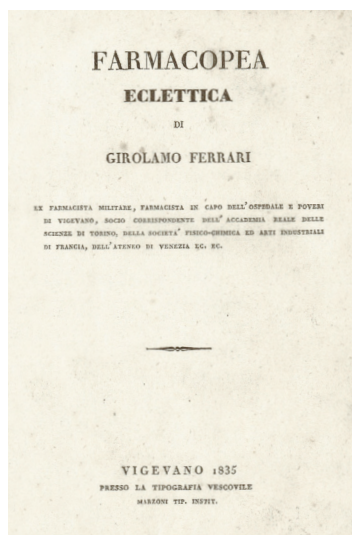 FARMACOPEA
ECLETTICA
DI
GIROLAMO FERRARI
EX FARMACISTA MILITARE, FARMACISTA IN CAPO DELL'OSPEDALE E POVERI
DI VIGEVANO, SOCIO CORRISPONDENTE DELL'ACCADEMIA REALE DELLE
SCIENZE DI TORINO, DELLA SOCIETA' FISICO-CHIMICA ED ARTI INDUSTRIALI
DI FRANCIA, DELL'ATENEO DI VENEZIA EC. EC.
VIGEVANO 1835
PRESSO LA TIPOGRAFIA VESCOVILE
MARZONI TIP. INSTIT.